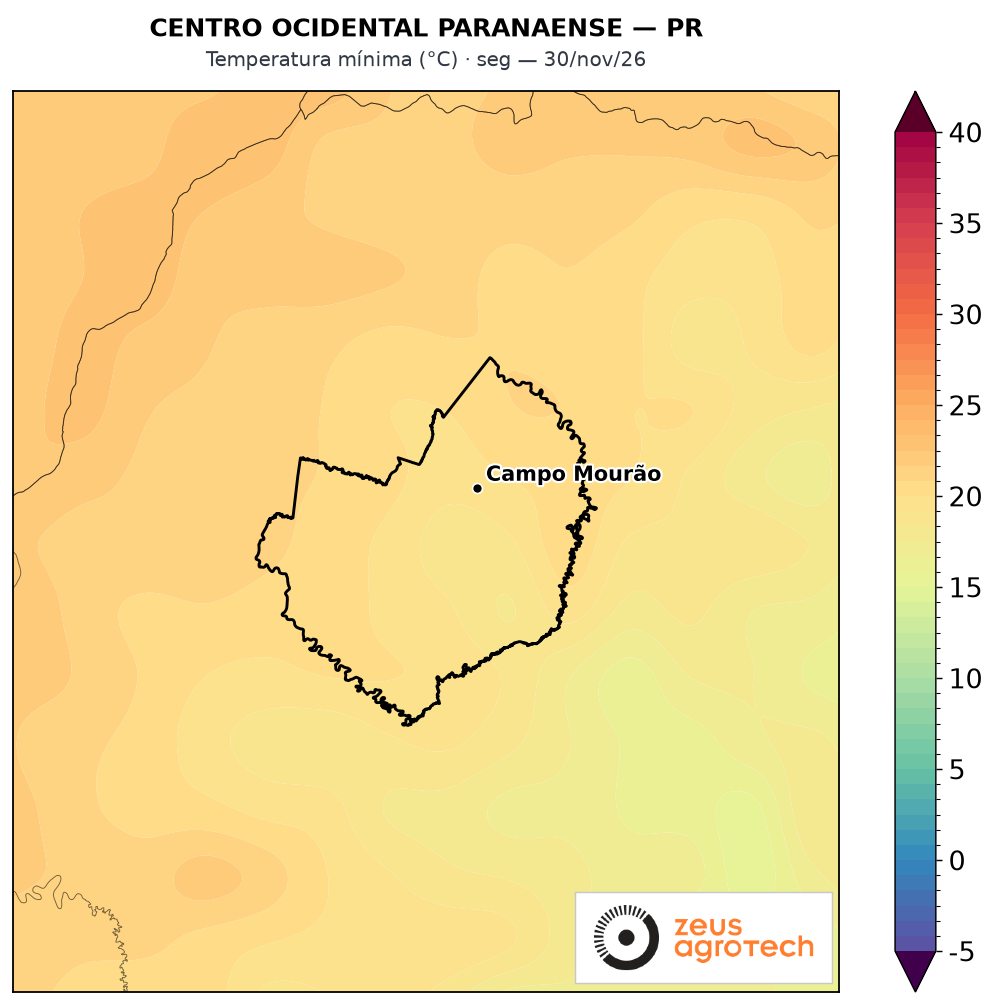 CENTRO OCIDENTAL PARANAENSE — PR
Temperatura mínima (°C) · seg — 30/nov/26
Campo Mourão
40
35
30
25
20
15
10
5
0
-5
zeus
agrotech